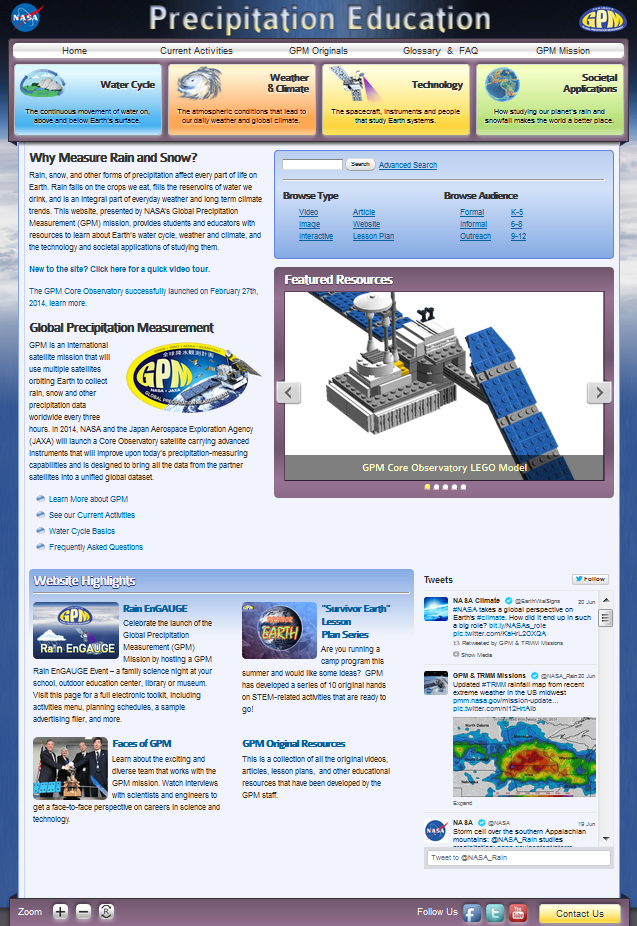 NASA
Precipitation Education
GPM
Home
Current Activities
GPM Originals
Glossary & FAQ
GPM Mission
Water Cycle
The continuous movement of water on,
above and below Earth's surface.
Weather
& Climate
The atmospheric conditions that lead to
our daily weather and global climate.
Technology
The spacecraft, instruments and people
that study Earth systems.
Societal
Applications
How studying our planet's rain and
snowfall makes the world a better place.
Why Measure Rain and Snow?
Rain, snow, and other forms of precipitation affect every part of life on
Earth. Rain falls on the crops we eat, fills the reservoirs of water we
drink, and is an integral part of everyday weather and long term climate
trends. This website, presented by NASA's Global Precipitation
Measurement (GPM) mission, provides students and educators with
resources to learn about Earth's water cycle, weather and climate, and
the technology and societal applications of studying them.
New to the site? Click here for a quick video tour.
The GPM Core Observatory successfully launched on February 27th,
2014, learn more.
Global Precipitation Measurement
GPM is an international
satellite mission that will
use multiple satellites
orbiting Earth to collect
rain, snow and other
precipitation data
worldwide every three
hours. In 2014, NASA and the Japan Aerospace Exploration Agency
(JAXA) will launch a Core Observatory satellite carrying advanced
instruments that will improve upon today's precipitation-measuring
capabilities and is designed to bring all the data from the partner
satellites into a unified global dataset.
全球降水観測計画
GPM
NASA • JAXA
GLOBAL PRECIPITATION MEASUREMENT
Learn More about GPM
See our Current Activities
Water Cycle Basics
Frequently Asked Questions
Search
Advanced Search
Browse Type
Browse Audience
Video
Article
Formal
K-5
Image
Website
Informal
6-8
Interactive
Lesson Plan
Outreach
9-12
Featured Resources
GPM Core Observatory LEGO Model
Website Highlights
GPM
Rain EnGAUGE
Rain EnGAUGE
Celebrate the launch of the
Global Precipitation
Measurement (GPM)
Mission by hosting a GPM
Rain EnGAUGE Event – a family science night at your
school, outdoor education center, library or museum.
Visit this page for a full electronic toolkit, including
activities menu, planning schedules, a sample
advertising flier, and more.
SURVIVOR
EARTH
"Survivor Earth"
Lesson
Plan Series
Are you running a
camp program this
summer and would like some ideas? GPM
has developed a series of 10 original hands
on STEM-related activities that are ready to
go!
Faces of GPM
Learn about the exciting and
diverse team that works with the
GPM mission. Watch interviews
with scientists and engineers to
get a face-to-face perspective on careers in science and
technology.
GPM Original Resources
This is a collection of all the original videos,
articles, lesson plans, and other educational
resources that have been developed by the
GPM staff.
Tweets
Follow
NASA Climate @EarthVitalSigns 20 Jun
#NASA takes a global perspective on
Earth's #climate. How did it end up in such
a big role? bit.ly/NASAs_role
pic.twitter.com/KaHrL2OXQA
Retweeted by GPM & TRMM Missions
Show Media
GPM & TRMM Missions @NASA_Rain 20 Jun
Updated #TRMM rainfall map from recent
extreme weather in the US midwest
pmm.nasa.gov/mission-update...
North Dakota
Expand
NASA @NASA 19 Jun
Storm cell over the southern Appalachian
mountains: @NASA_Rain studies
Tweet to @NASA_Rain
Zoom
Follow Us
Contact Us